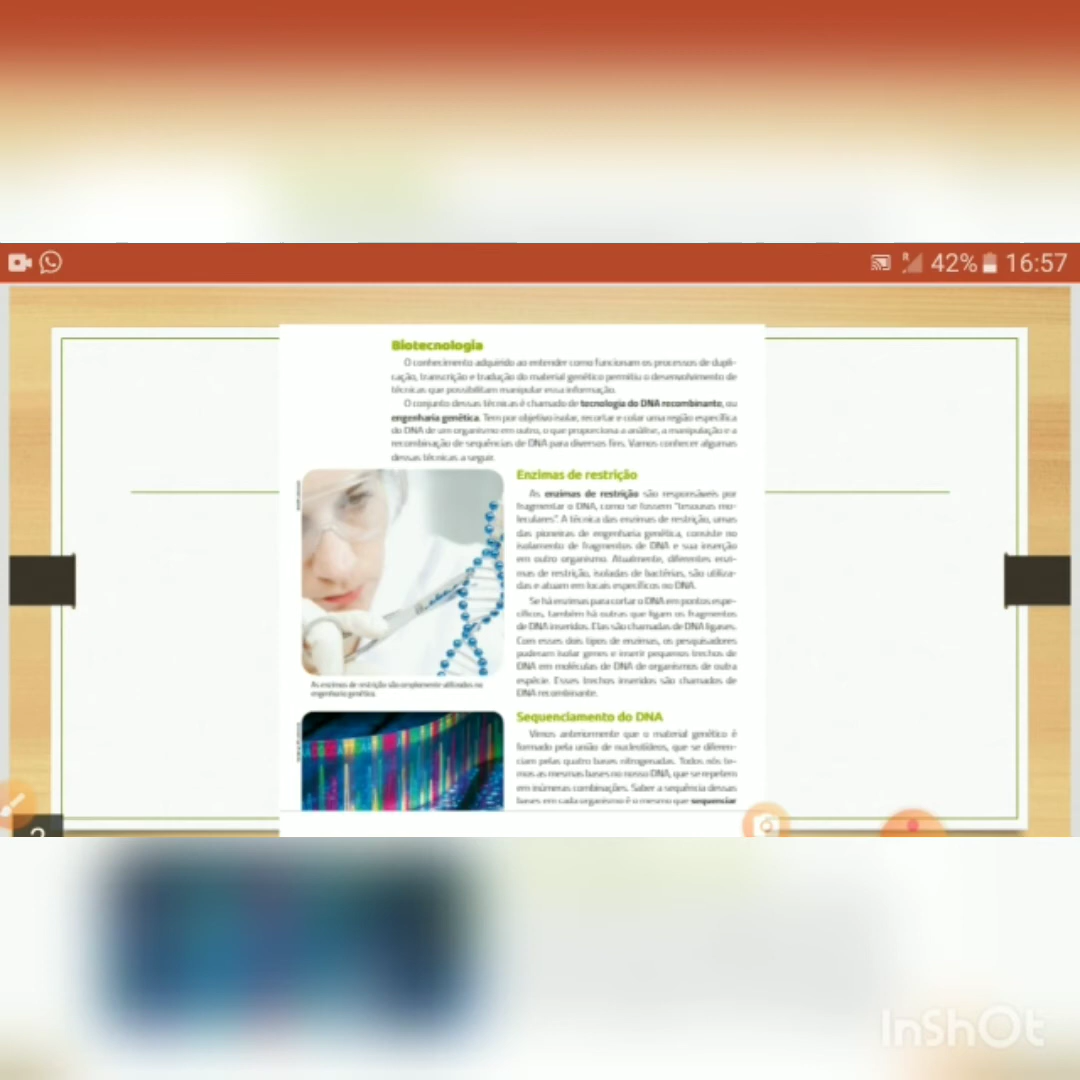 42% 16:57
Biotecnologia
O conhecimento adquirido ao entender como funcionam os processos de dupli-
cação, transcrição e tradução do material genético permitiu o desenvolvimento de
técnicas que possibilitam manipular essa informação.
O conjunto dessas técnicas é chamado de tecnologia do DNA recombinante, ou
engenharia genética. Tem por objetivo isolar, recortar e colar uma região específica
do DNA de um organismo em outro, o que proporciona a análise, a manipulação e a
recombinação de sequências de DNA para diversos fins. Vamos conhecer algumas
dessas técnicas a seguir.
Enzimas de restrição
As enzimas de restrição são responsáveis por
fragmentar o DNA, como se fossem "tesouras mo-
leculares". A técnica das enzimas de restrição, umas
das pioneiras de engenharia genética, consiste no
isolamento de fragmentos de DNA e sua inserção
em outro organismo. Atualmente, diferentes enzi-
mas de restrição, isoladas de bactérias, são utiliza-
das e atuam em locais específicos no DNA.
Se há enzimas para cortar o DNA em pontos espe-
cíficos, também há outras que ligam os fragmentos
de DNA inseridos. Elas são chamadas de DNA ligases.
Com esses dois tipos de enzimas, os pesquisadores
puderam isolar genes e inserir pequenos trechos de
DNA em moléculas de DNA de organismos de outra
espécie. Esses trechos inseridos são chamados de
DNA recombinante.
As enzimas de restrição são amplamente utilizadas na
engenharia genética.
Sequenciamento do DNA
Vimos anteriormente que o material genético é
formado pela união de nucleotídeos, que se diferen-
ciam pelas quatro bases nitrogenadas. Todos nós te-
mos as mesmas bases no nosso DNA, que se repetem
em inúmeras combinações. Saber a sequência dessas
bases em cada organismo é o mesmo que sequenciar
InShOt